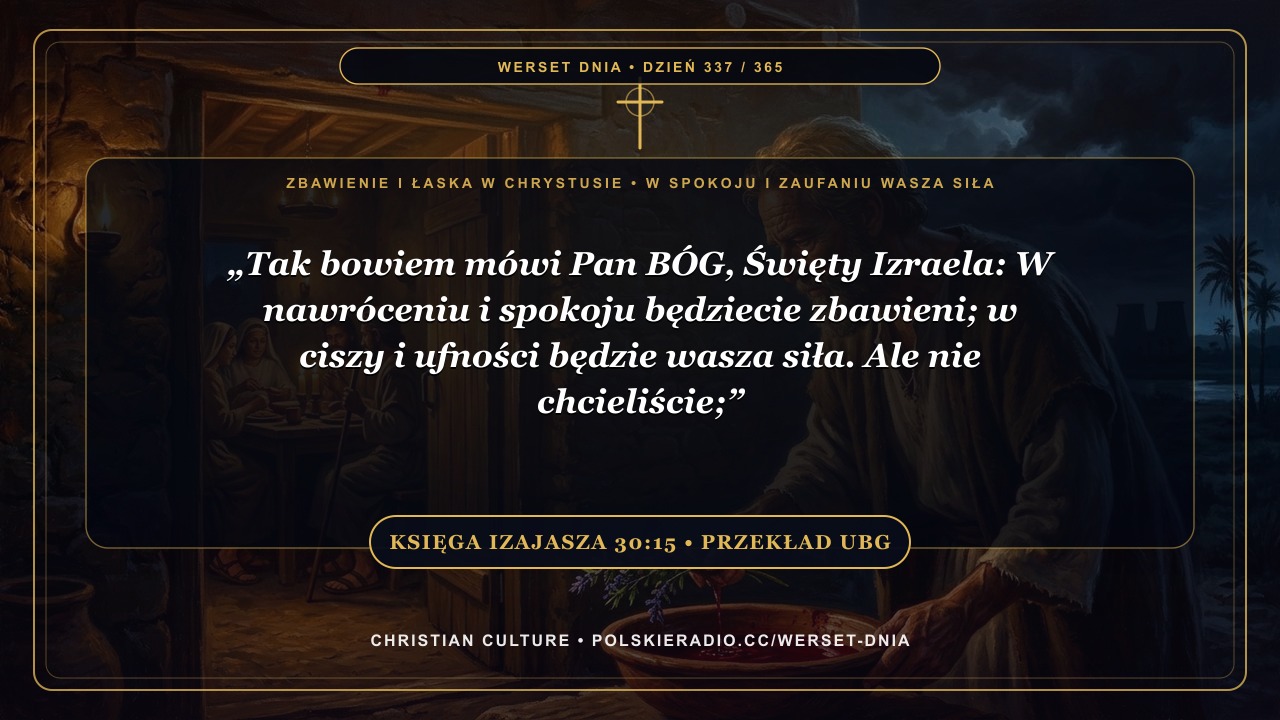 WERSET DNIA • DZIEŃ 337 / 365
ZBAWIENIE I ŁASKA W CHRYSTUSIE • W SPOKOJU I ZAUFANIU WASZA SIŁA
„Tak bowiem mówi Pan BÓG, Święty Izraela: W
nawróceniu i spokoju będziecie zbawieni; w
ciszy i ufności będzie wasza siła. Ale nie
chcieliście;”
KSIĘGA IZAJASZA 30:15 • PRZEKŁAD UBG
CHRISTIAN CULTURE • POLSKIERADIO.CC/WERSET-DNIA